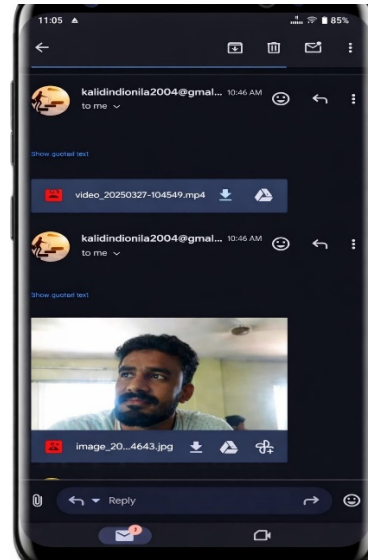 11:05
85%
kalidindionila2004@gmal... 10:46 AM
to me
Show quoted text
video_20250327-104549.mp4
kalidindionila2004@gmal... 10:46 AM
to me
Show quoted text
image_20...4643.jpg
Reply